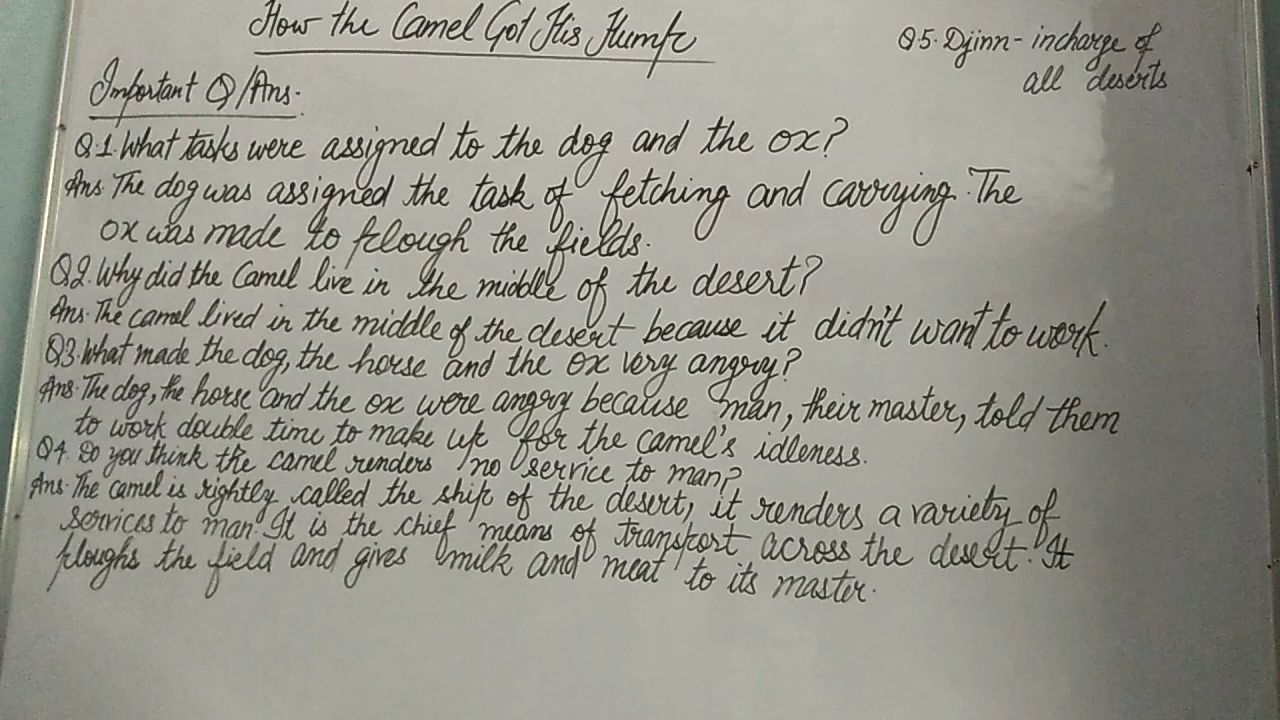 How the Camel Got His Hump
Q5. Djinn - incharge of
all deserts
Important Q/Ans.
Q.1. What tasks were assigned to the dog and the ox?
Ans. The dog was assigned the task of fetching and carrying. The
ox was made to plough the fields.
Q2. Why did the Camel live in the middle of the desert?
Ans. The camel lived in the middle of the desert because it didn't want to work.
Q3. What made the dog, the horse and the ox very angry?
Ans. The dog, the horse and the ox were angry because man, their master, told them
to work double time to make up for the camel's idleness.
Q4. Do you think the camel renders no service to man?
Ans. The camel is rightly called the ship of the desert, it renders a variety of
services to man. It is the chief means of transport across the desert. It
ploughs the field and gives milk and meat to its master.